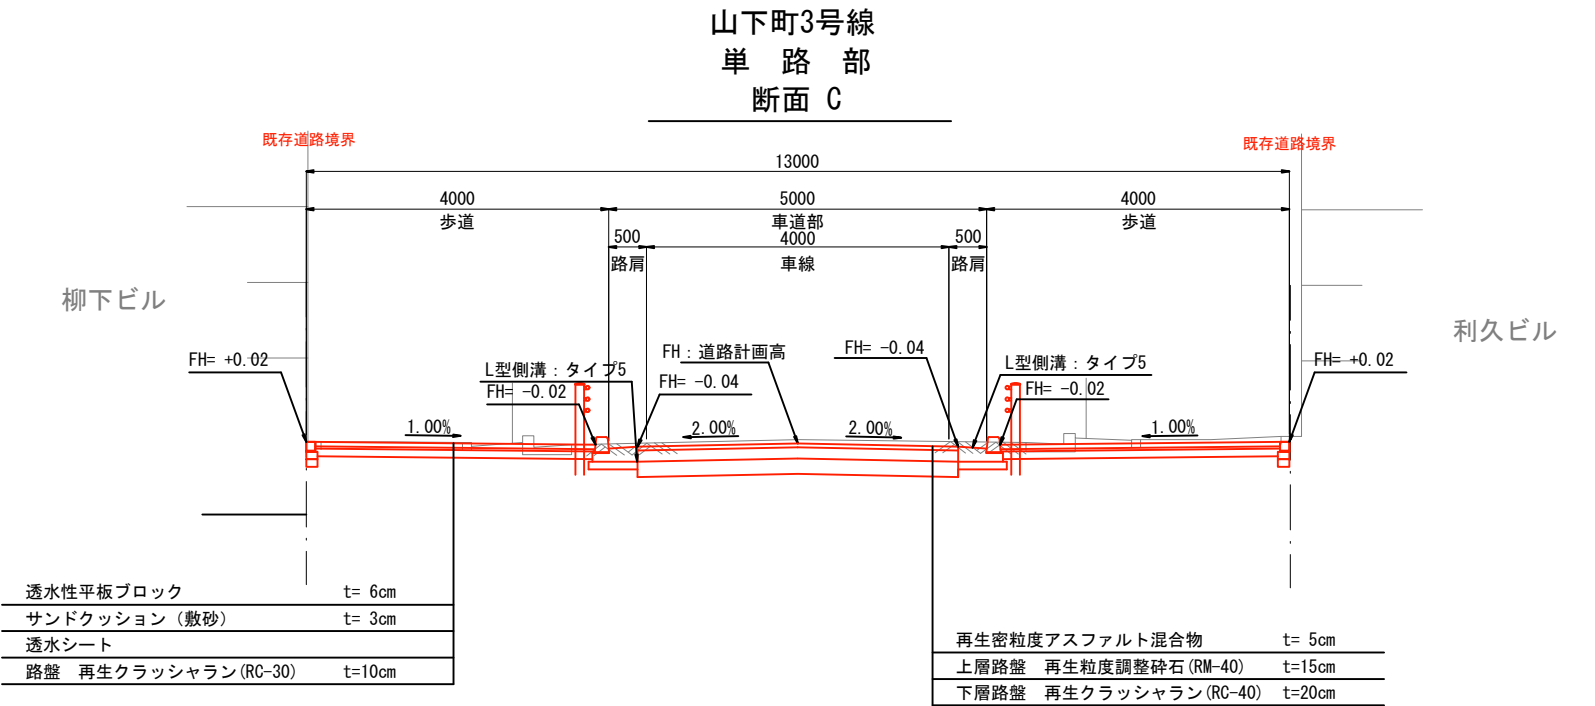 山下町3号線
単　路　部
断面 C
既存道路境界
既存道路境界
13000
4000
5000
4000
歩道
車道部
歩道
500
4000
500
路肩
車線
路肩
柳下ビル
利久ビル
FH= +0.02
L型側溝：タイプ5
FH= -0.02
FH：道路計画高
FH= -0.04
FH= -0.04
L型側溝：タイプ5
FH= -0.02
FH= +0.02
1.00%
2.00%
2.00%
1.00%
透水性平板ブロック　t= 6cm
サンドクッション（敷砂）　t= 3cm
透水シート
路盤　再生クラッシャラン(RC-30)　t=10cm
再生密粒度アスファルト混合物　t= 5cm
上層路盤　再生粒度調整砕石(RM-40)　t=15cm
下層路盤　再生クラッシャラン(RC-40)　t=20cm